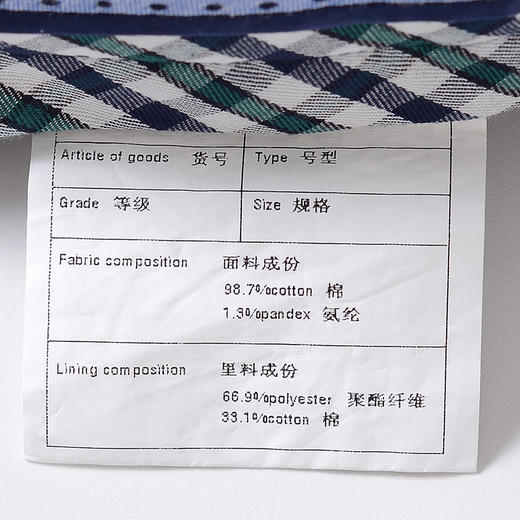 Article of goods 货号 Type 号型
Grade 等级 Size 规格
Fabric composition 面料成份
98.7%cotton 棉
1.3%pandex 氨纶
Lining composition 里料成份
66.9%polyester 聚酯纤维
33.1%cotton 棉